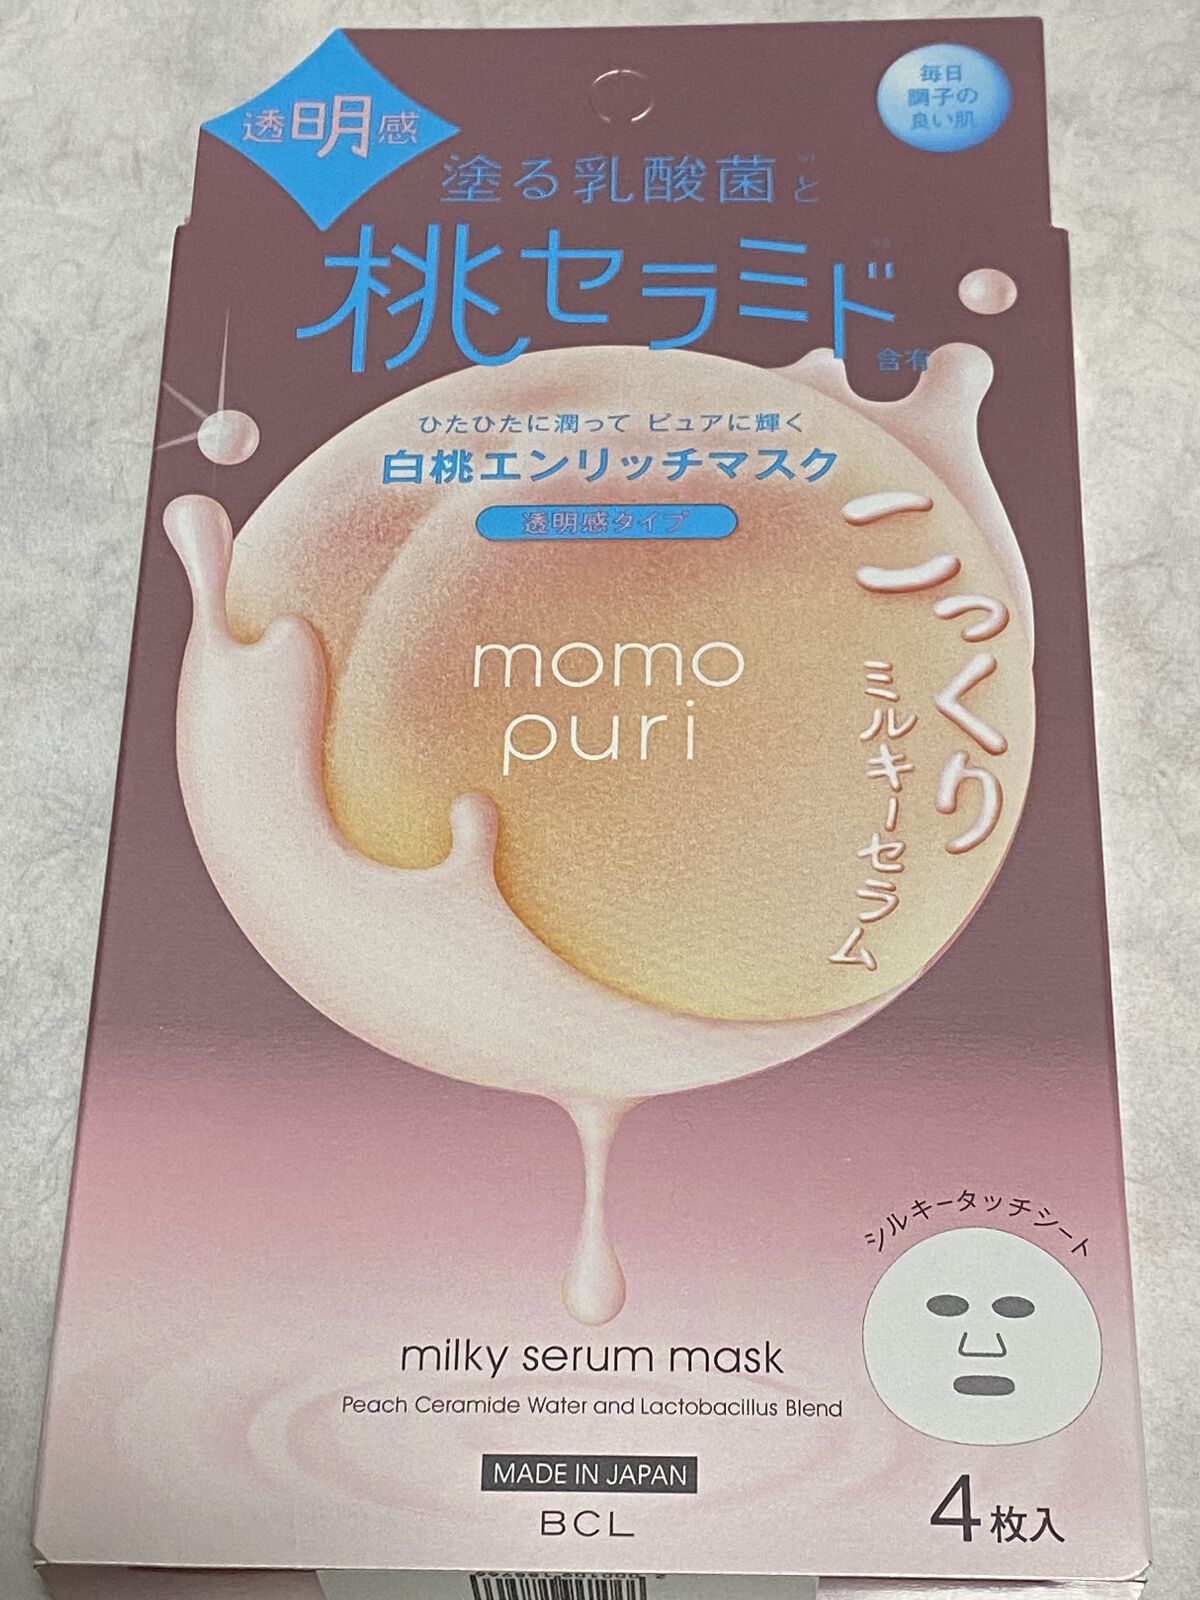 透明感
毎日
調子の
良い肌
塗る乳酸菌と
桃セラミド
含有
ひたひたに潤って ピュアに輝く
白桃エンリッチマスク
透明感タイプ
こっくり
ミルキーセラム
momo
puri
シルキータッチシート
milky serum mask
Peach Ceramide Water and Lactobacillus Blend
MADE IN JAPAN
BCL
4枚入